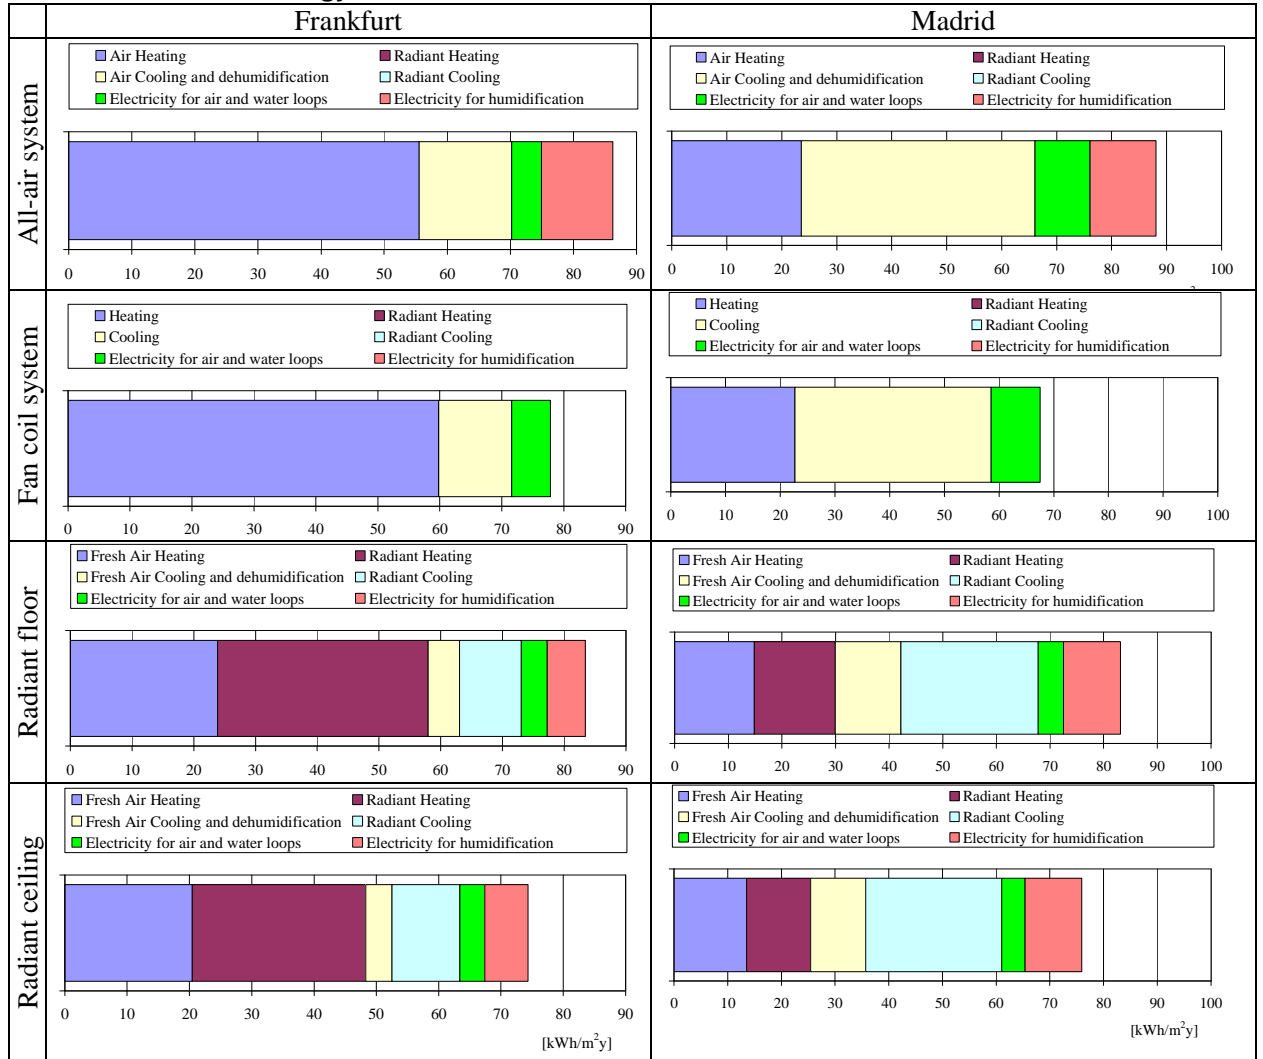 Frankfurt Madrid
All-air system
Air Heating Radiant Heating
Air Cooling and dehumidification Radiant Cooling
Electricity for air and water loops Electricity for humidification
0 10 20 30 40 50 60 70 80 90
Air Heating Radiant Heating
Air Cooling and dehumidification Radiant Cooling
Electricity for air and water loops Electricity for humidification
0 10 20 30 40 50 60 70 80 90 100
Fan coil system
Heating Radiant Heating
Cooling Radiant Cooling
Electricity for air and water loops Electricity for humidification
0 10 20 30 40 50 60 70 80 90
Heating Radiant Heating
Cooling Radiant Cooling
Electricity for air and water loops Electricity for humidification
0 10 20 30 40 50 60 70 80 90 100
Radiant floor
Fresh Air Heating Radiant Heating
Fresh Air Cooling and dehumidification Radiant Cooling
Electricity for air and water loops Electricity for humidification
0 10 20 30 40 50 60 70 80 90
Fresh Air Heating Radiant Heating
Fresh Air Cooling and dehumidification Radiant Cooling
Electricity for air and water loops Electricity for humidification
0 10 20 30 40 50 60 70 80 90 100
Radiant ceiling
Fresh Air Heating Radiant Heating
Fresh Air Cooling and dehumidification Radiant Cooling
Electricity for air and water loops Electricity for humidification
0 10 20 30 40 50 60 70 80 90
[kWh/m²y]
Fresh Air Heating Radiant Heating
Fresh Air Cooling and dehumidification Radiant Cooling
Electricity for air and water loops Electricity for humidification
0 10 20 30 40 50 60 70 80 90 100
[kWh/m²y]